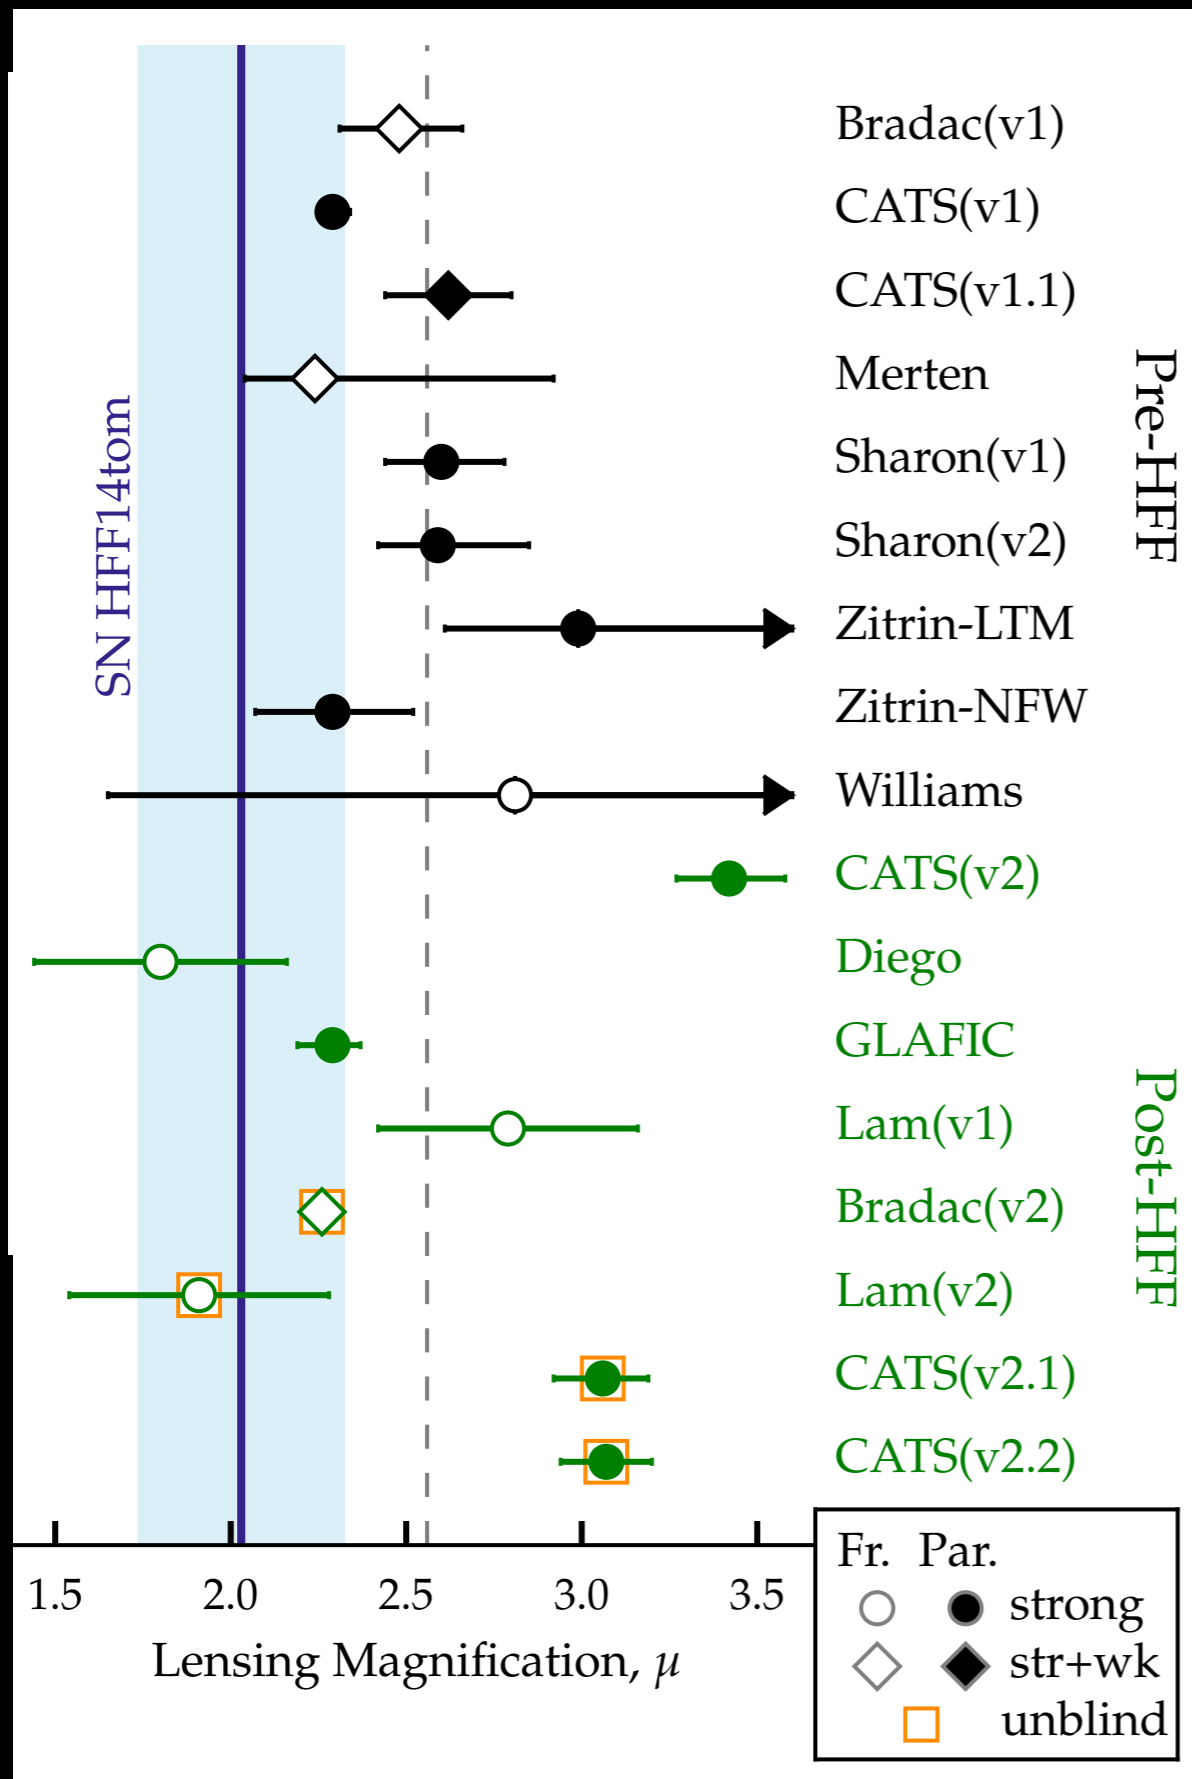 Bradac(v1)
CATS(v1)
CATS(v1.1)
Merten
Sharon(v1)
Sharon(v2)
Zitrin-LTM
Zitrin-NFW
Williams
CATS(v2)
Diego
GLAFIC
Lam(v1)
Bradac(v2)
Lam(v2)
CATS(v2.1)
CATS(v2.2)
Pre-HFF
Post-HFF
SN HFF14tom
1.5 2.0 2.5 3.0 3.5
Lensing Magnification, μ
Fr. Par.
strong
str+wk
unblind